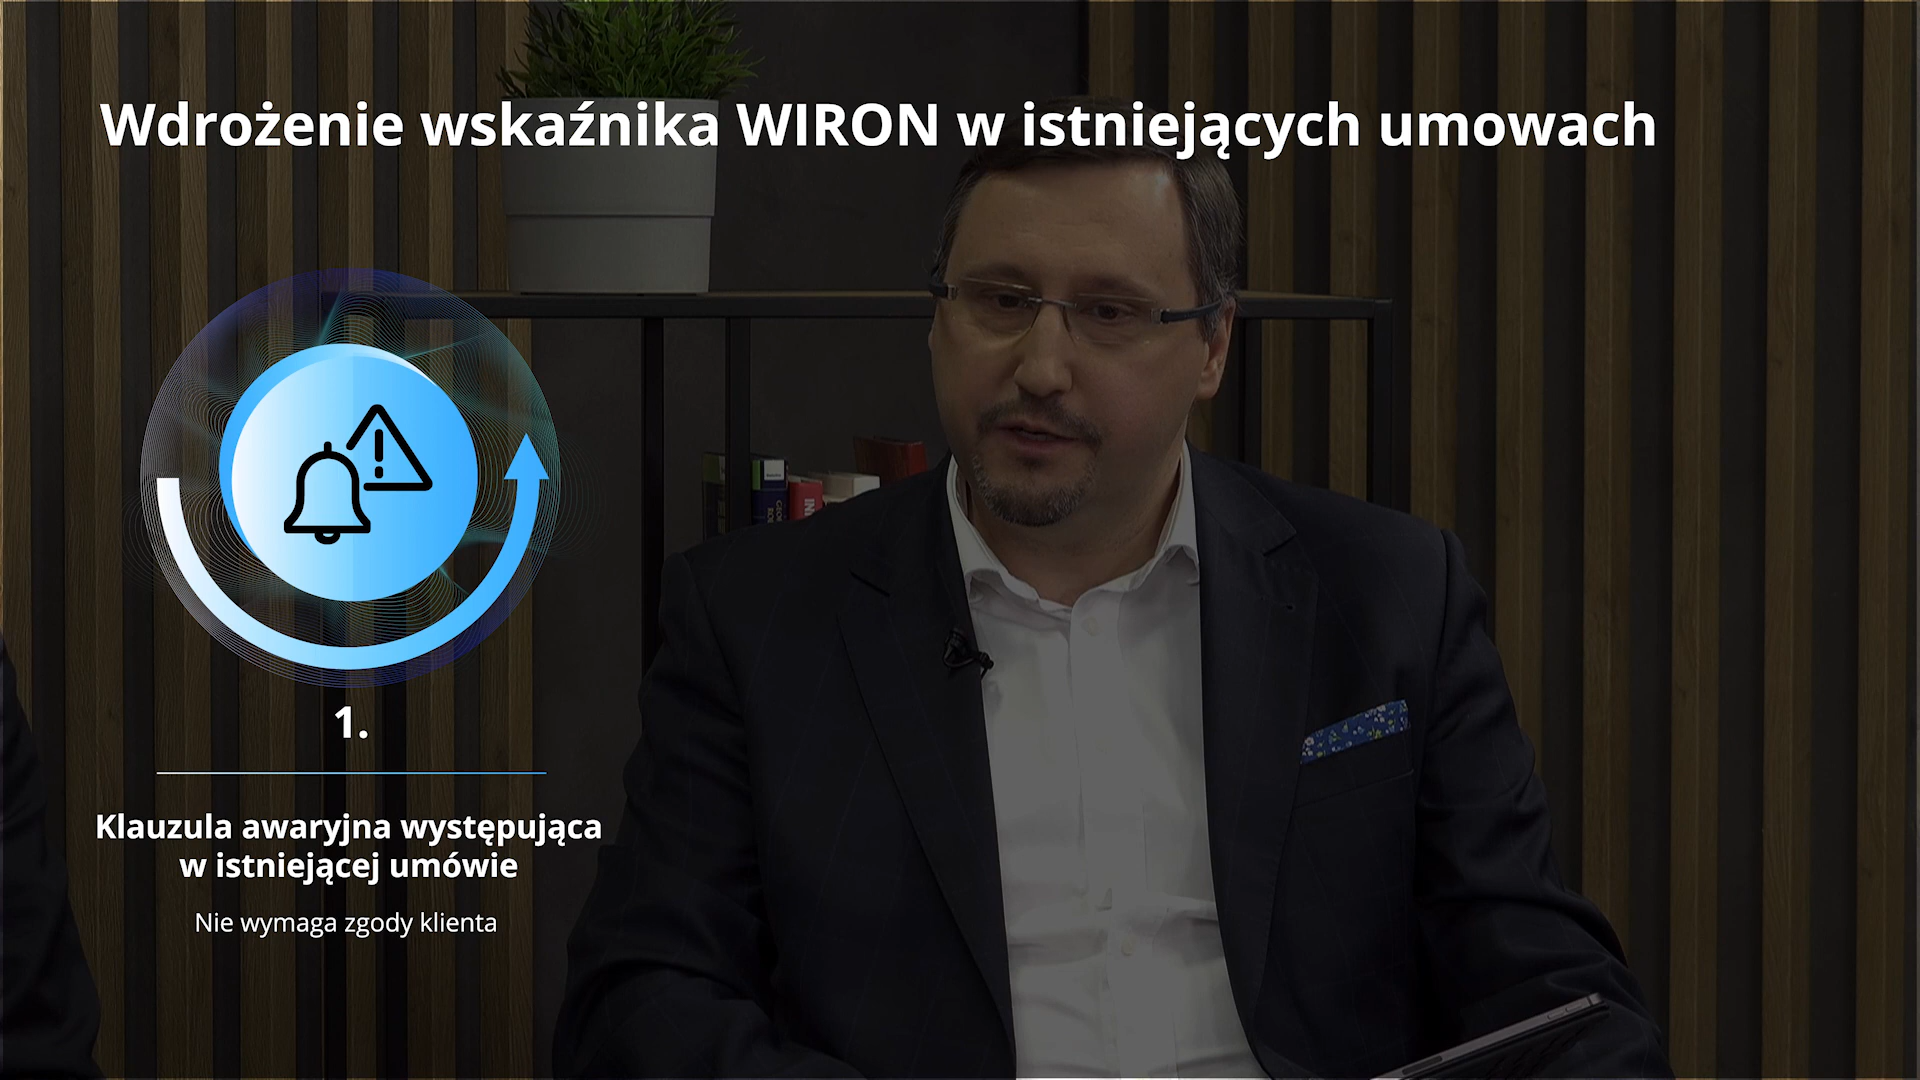 Wdrożenie wskaźnika WIRON w istniejących umowach
1.
Klauzula awaryjna występująca
w istniejącej umówie
Nie wymaga zgody klienta